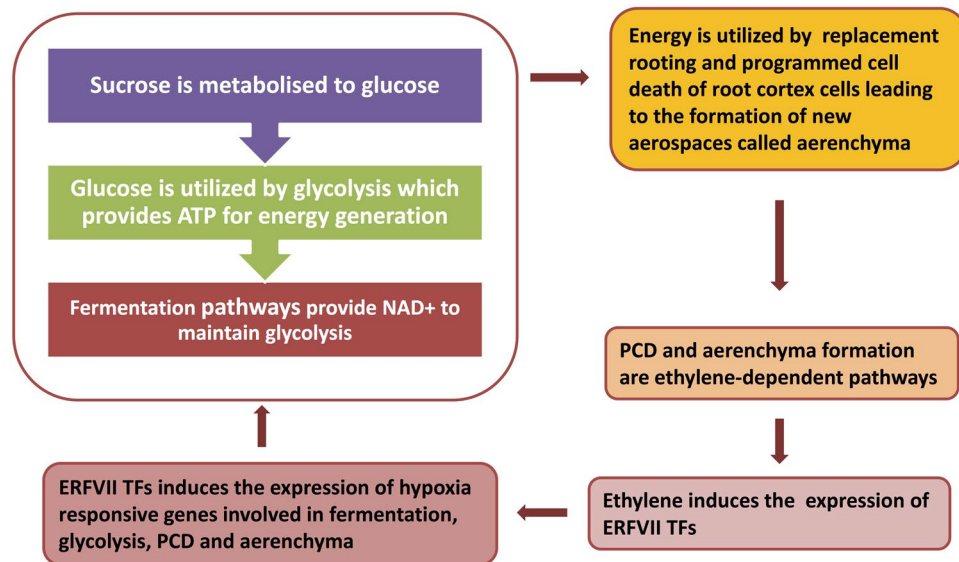 Sucrose is metabolised to glucose
Glucose is utilized by glycolysis which
provides ATP for energy generation
Fermentation pathways provide NAD+ to
maintain glycolysis
Energy is utilized by replacement
rooting and programmed cell
death of root cortex cells leading
to the formation of new
aerospaces called aerenchyma
PCD and aerenchyma formation
are ethylene-dependent pathways
Ethylene induces the expression of
ERFVII TFs
ERFVII TFs induces the expression of hypoxia
responsive genes involved in fermentation,
glycolysis, PCD and aerenchyma